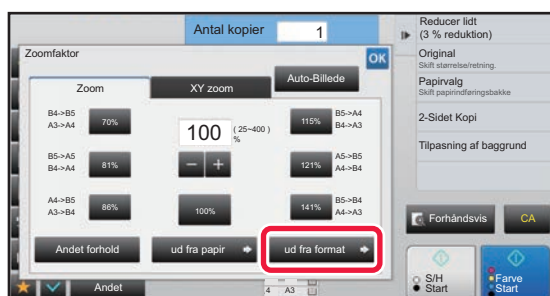 Antal kopier
1
Reducer lidt
(3 % reduktion)
Zoomfaktor
OK
Original
Skift størrelse/retning.
Zoom
XY zoom
Auto-Billede
Papirvalg
Skift papirindføringsbakke
B4->B5
A3->A4
70%
100
(25~400)
%
115%
B5->A4
B4->A3
2-Sidet Kopi
Tilpasning af baggrund
B5->A5
B4->A4
81%
121%
A5->B5
A4->B4
A4->B5
A3->B4
86%
100%
141%
B5->B4
A4->A3
Forhåndsvis
CA
Andet forhold
ud fra papir
ud fra format
Andet
4
A3
S/H
Start
Farve
Start